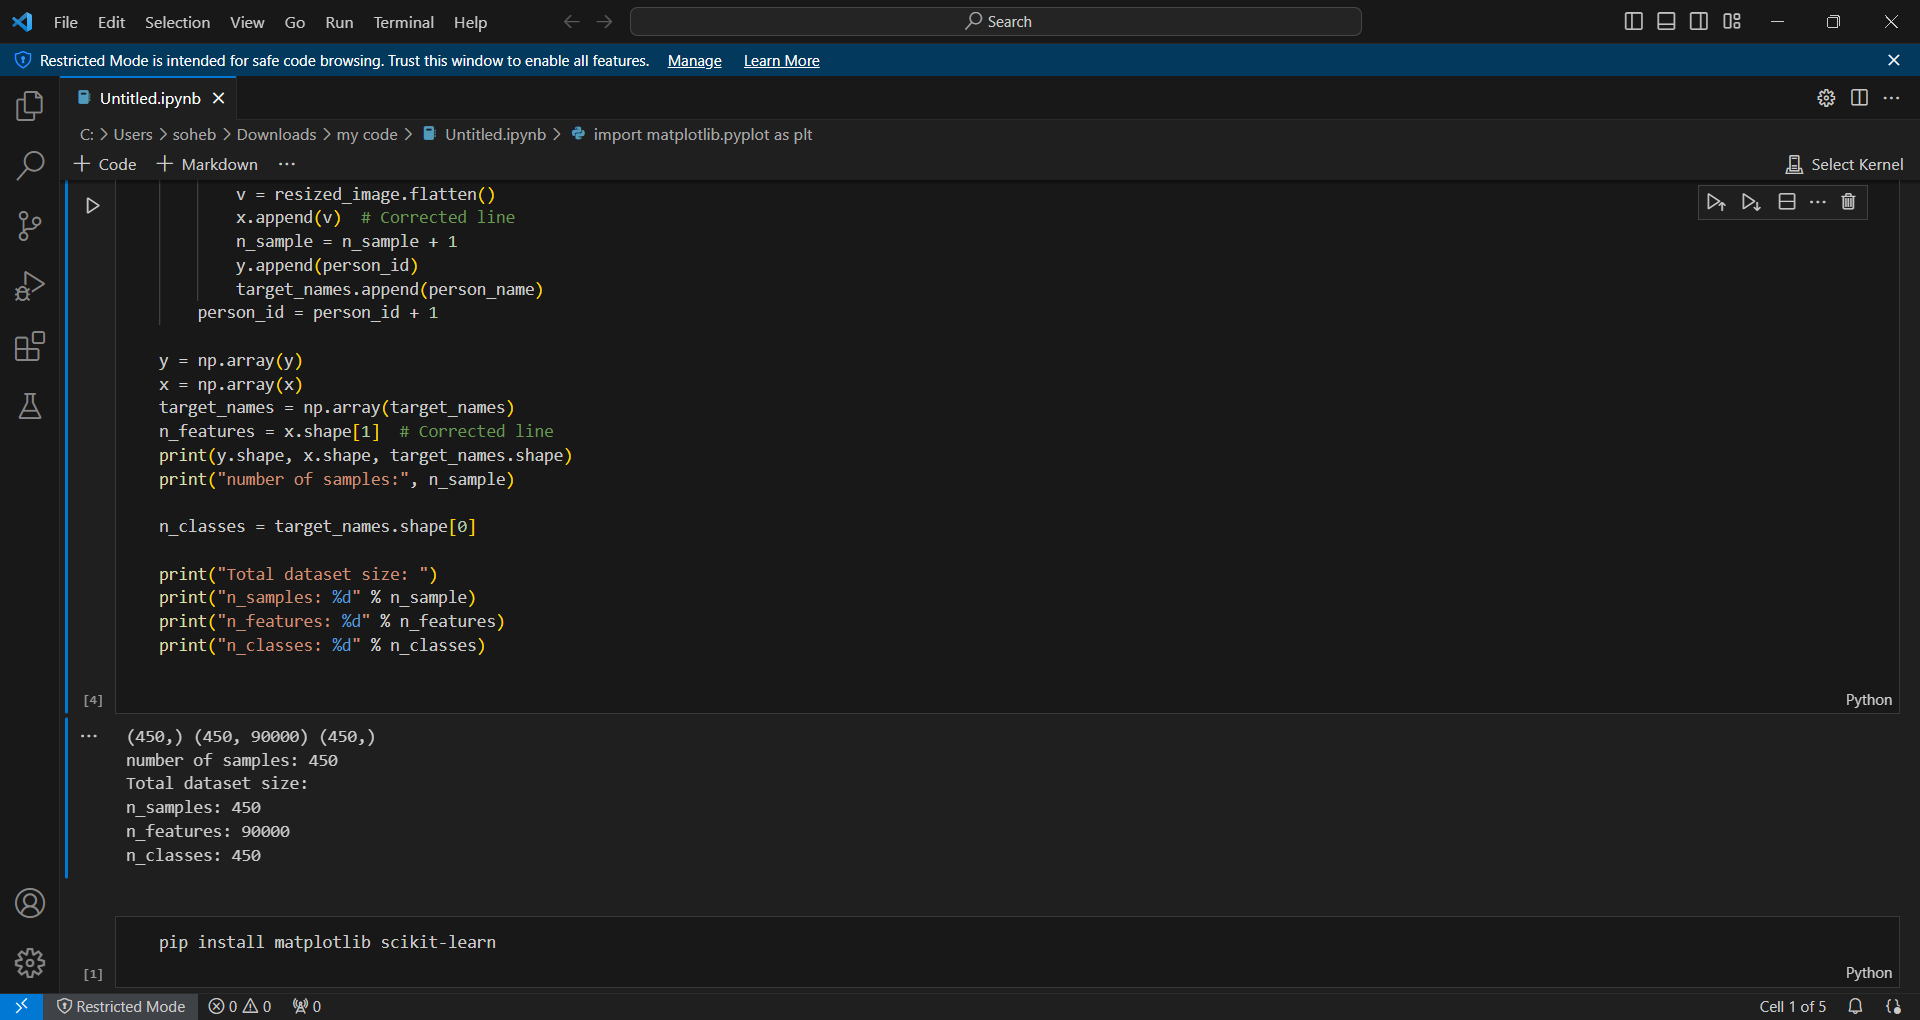 File Edit Selection View Go Run Terminal Help Search
Restricted Mode is intended for safe code browsing. Trust this window to enable all features. Manage Learn More
Untitled.ipynb
C: > Users > soheb > Downloads > my code > Untitled.ipynb > import matplotlib.pyplot as plt
+ Code + Markdown ... Select Kernel
v = resized_image.flatten()
x.append(v)  # Corrected line
n_sample = n_sample + 1
y.append(person_id)
target_names.append(person_name)
person_id = person_id + 1
y = np.array(y)
x = np.array(x)
target_names = np.array(target_names)
n_features = x.shape[1]  # Corrected line
print(y.shape, x.shape, target_names.shape)
print("number of samples:", n_sample)
n_classes = target_names.shape[0]
print("Total dataset size: ")
print("n_samples: %d" % n_sample)
print("n_features: %d" % n_features)
print("n_classes: %d" % n_classes)
[4] Python
... (450,) (450, 90000) (450,)
number of samples: 450
Total dataset size:
n_samples: 450
n_features: 90000
n_classes: 450
pip install matplotlib scikit-learn
[1] Python
Restricted Mode 0 0 0 Cell 1 of 5